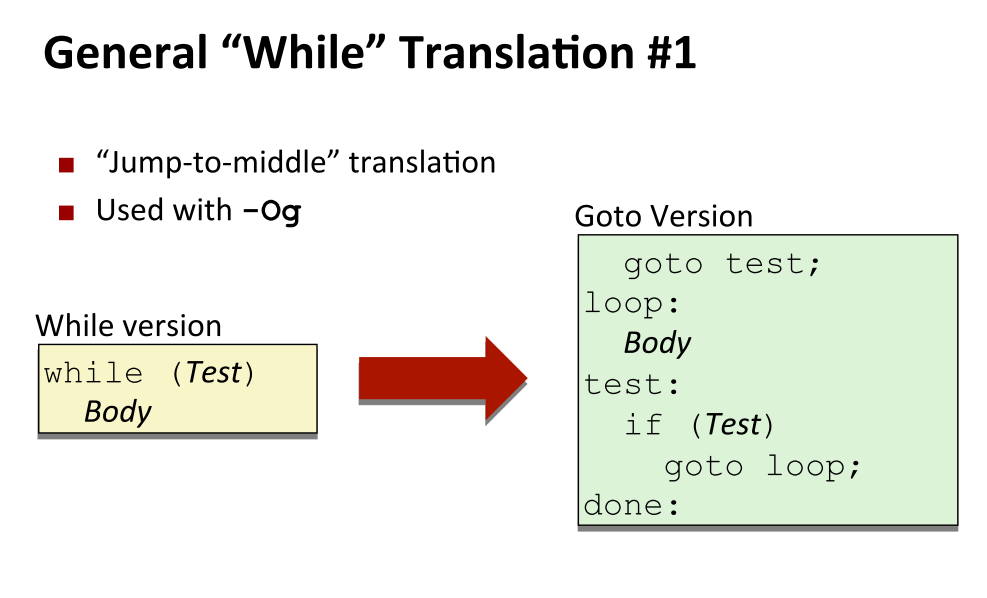 General “While” Translation #1
■ “Jump-to-middle” translation
■ Used with -Og
Goto Version
goto test;
loop:
Body
test:
if (Test)
goto loop;
done:
While version
while (Test)
Body